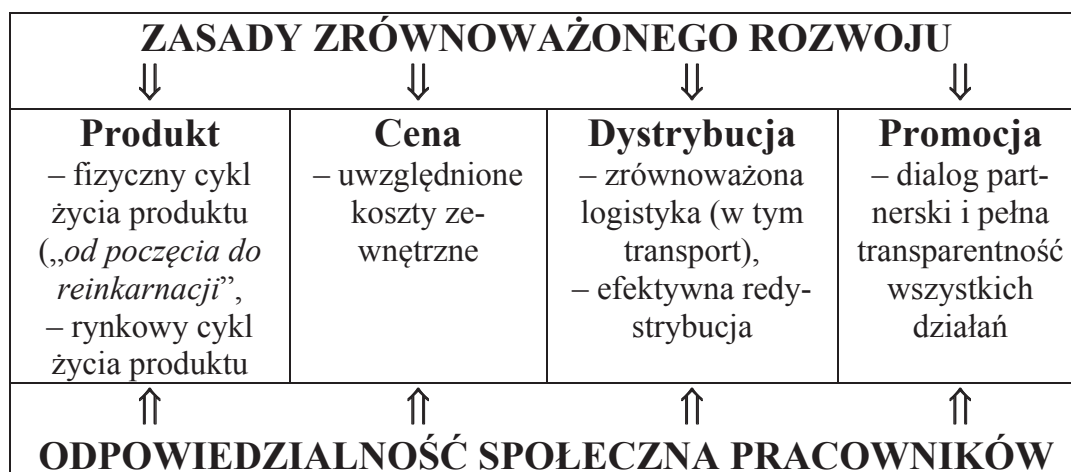 ZASADY ZRÓWNOWAŻONEGO ROZWOJU
⇓ ⇓ ⇓ ⇓
Produkt
– fizyczny cykl
życia produktu
(„od poczęcia do
reinkarnacji”,
– rynkowy cykl
życia produktu
Cena
– uwzględnione
koszty ze-
wnętrzne
Dystrybucja
– zrównoważona
logistyka (w tym
transport),
– efektywna redy-
strybucja
Promocja
– dialog part-
nerski i pełna
transparentność
wszystkich
działań
⇑ ⇑ ⇑ ⇑
ODPOWIEDZIALNOŚĆ SPOŁECZNA PRACOWNIKÓW